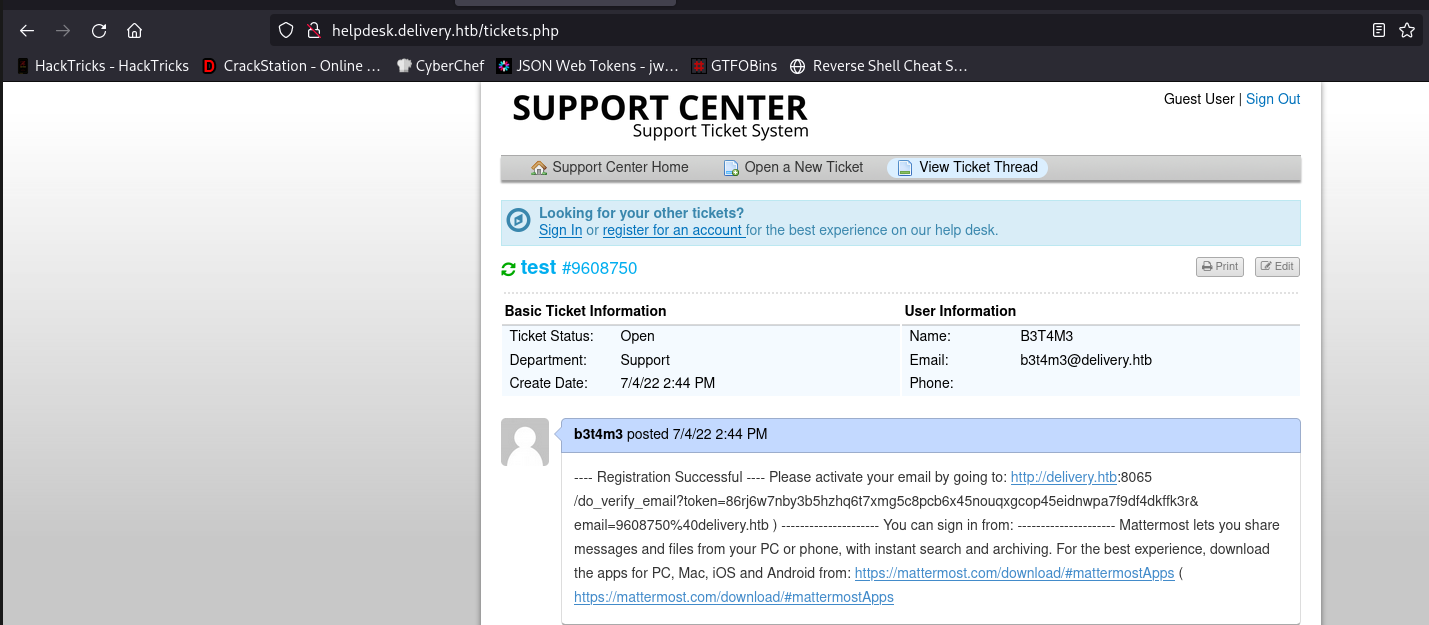 helpdesk.delivery.htb/tickets.php
HackTricks - HackTricks CrackStation - Online ... CyberChef JSON Web Tokens - jw... GTFOBins Reverse Shell Cheat S...
SUPPORT CENTER
Support Ticket System
Guest User | Sign Out
Support Center Home Open a New Ticket View Ticket Thread
Looking for your other tickets?
Sign In or register for an account for the best experience on our help desk.
test #9608750 Print Edit
Basic Ticket Information User Information
Ticket Status: Open Name: B3T4M3
Department: Support Email: b3t4m3@delivery.htb
Create Date: 7/4/22 2:44 PM Phone:
b3t4m3 posted 7/4/22 2:44 PM
---- Registration Successful ---- Please activate your email by going to: http://delivery.htb:8065
/do_verify_email?token=86rj6w7nby3b5hzhq6t7xmg5c8pcb6x45nouqxgcop45eidnwpa7f9df4dkffk3r&
email=9608750%40delivery.htb ) --------------------- You can sign in from: --------------------- Mattermost lets you share
messages and files from your PC or phone, with instant search and archiving. For the best experience, download
the apps for PC, Mac, iOS and Android from: https://mattermost.com/download/#mattermostApps (
https://mattermost.com/download/#mattermostApps